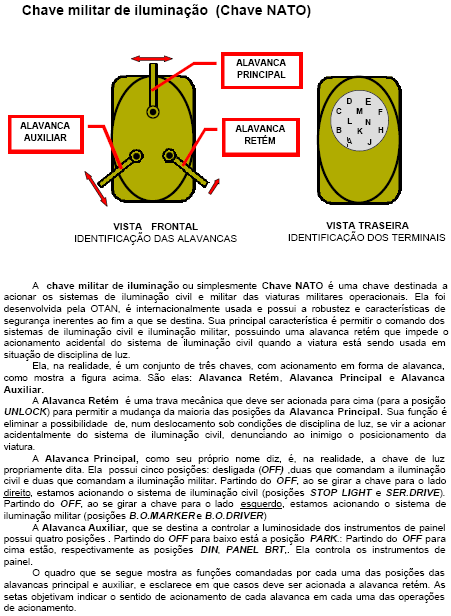 Chave militar de iluminação (Chave NATO)
ALAVANCA
PRINCIPAL
ALAVANCA
AUXILIAR
ALAVANCA
RETÉM
D E
C M F
L N
B K H
A J
VISTA FRONTAL
IDENTIFICAÇÃO DAS ALAVANCAS
VISTA TRASEIRA
IDENTIFICAÇÃO DOS TERMINAIS
A chave militar de iluminação ou simplesmente Chave NATO é uma chave destinada a
acionar os sistemas de iluminação civil e militar das viaturas militares operacionais. Ela foi
desenvolvida pela OTAN, é internacionalmente usada e possui a robustez e características de
segurança inerentes ao fim a que se destina. Sua principal característica é permitir o comando dos
sistemas de iluminação civil e iluminação militar, possuindo uma alavanca retém que impede o
acionamento acidental do sistema de iluminação civil quando a viatura está sendo usada em
situação de disciplina de luz.
Ela, na realidade, é um conjunto de três chaves, com acionamento em forma de alavanca,
como mostra a figura acima. São elas: Alavanca Retém, Alavanca Principal e Alavanca
Auxiliar.
A Alavanca Retém é uma trava mecânica que deve ser acionada para cima (para a posição
UNLOCK) para permitir a mudança da maioria das posições da Alavanca Principal. Sua função é
eliminar a possibilidade de, num deslocamento sob condições de disciplina de luz, se vir a acionar
acidentalmente do sistema de iluminação civil, denunciando ao inimigo o posicionamento da
viatura.
A Alavanca Principal, como seu próprio nome diz, é, na realidade, a chave de luz
propriamente dita. Ela possui cinco posições: desligada (OFF) ,duas que comandam a iluminação
civil e duas que comandam a iluminação militar. Partindo do OFF, ao se girar a chave para o lado
direito, estamos acionando o sistema de iluminação civil (posições STOP LIGHT e SER.DRIVE).
Partindo do OFF, ao se girar a chave para o lado esquerdo, estamos acionando o sistema de
iluminação militar (posições B.O.MARKER e B.O.DRIVER)
A Alavanca Auxiliar, que se destina a controlar a luminosidade dos instrumentos de painel
possui quatro posições . Partindo do OFF para baixo está a posição PARK.: Partindo do OFF para
cima estão, respectivamente as posições DIN, PANEL BRT,. Ela controla os instrumentos de
painel.
O quadro que se segue mostra as funções comandadas por cada uma das posições das
alavancas principal e auxiliar, e esclarece em que casos deve ser acionada a alavanca retém. As
setas objetivam indicar o sentido de acionamento de cada alavanca em cada uma das operações
de acionamento.